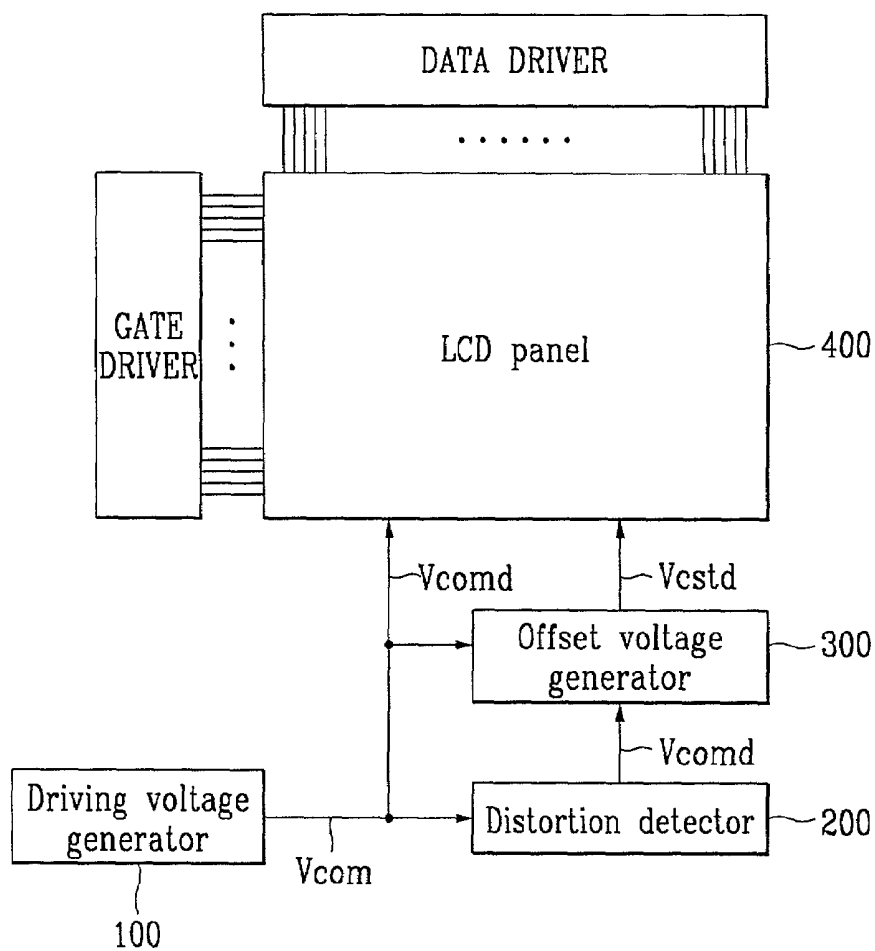 DATA DRIVER
GATE
DRIVER
LCD panel
400
Vcomd
Vcstd
Offset voltage
generator
300
Vcomd
Driving voltage
generator
Vcom
Distortion detector
200
100